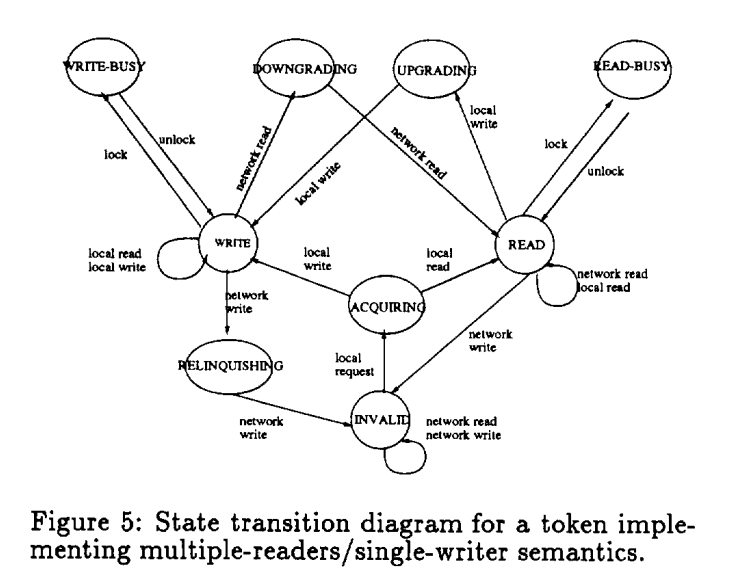 WRITE-BUSY
DOWNGRADING
UPGRADING
READ-BUSY
local
write
unlock
lock
network read
local write
network read
lock
unlock
WRITE
READ
local read
local write
local
write
local
read
network read
local read
network
write
ACQUIRING
network
write
RELINQUISHING
local
request
INVALID
network
write
network read
network write
Figure 5: State transition diagram for a token imple-
menting multiple-readers/single-writer semantics.